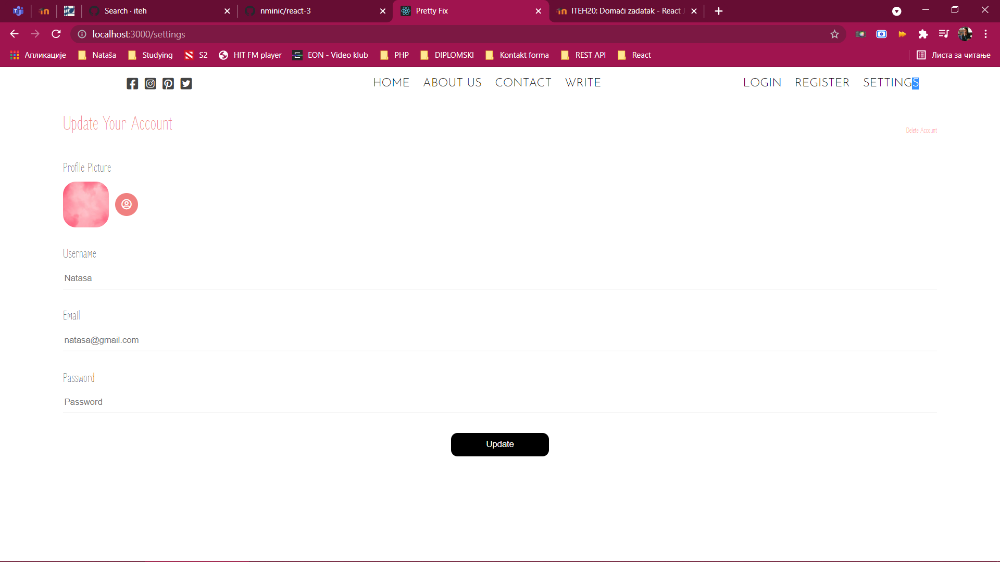 Search · iteh
nminic/react-3
Pretty Fix
ITEH20: Domaći zadatak - React J
localhost:3000/settings
Апликације
Nataša
Studying
S2
HIT FM player
EON - Video klub
PHP
DIPLOMSKI
Kontakt forma
REST API
React
Листа за читање
HOME ABOUT US CONTACT WRITE
LOGIN REGISTER SETTINGS
Update Your Account
Delete Account
Profile Picture
Username
Natasa
Email
natasa@gmail.com
Password
Password
Update